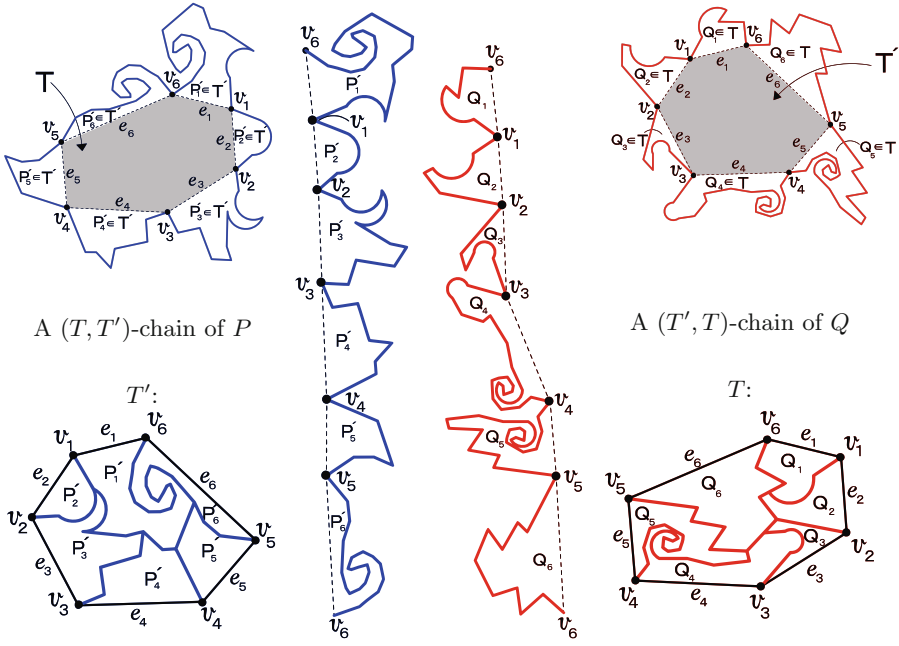 T
v₆
P₆'∈T'
P₁'∈T'
v₁
e₆
e₁
v₅
e₂
P₂'∈T'
P₅'∈T'
e₅
e₃
v₂
v₄
e₄
P₄'∈T'
P₃'∈T'
v₃
A (T, T′)-chain of P
T′:
v₆
e₁
v₁
P₁'
e₂
P₂'
e₆
v₂
P₃'
P₆'
P₅'
v₅
e₃
P₄'
e₅
v₃
e₄
v₄
v₆
P₁'
v₁
P₂'
v₂
P₃'
v₃
P₄'
v₄
P₅'
v₅
P₆'
v₆
v₆
Q₁
v₁
Q₂
v₂
Q₃
v₃
Q₄
v₄
Q₅
v₅
Q₆
v₆
Q₁∈T
v₆
v₁
e₁
Q₆∈T
T′
Q₂∈T
e₂
e₆
v₂
v₅
Q₃∈T
e₃
e₅
Q₅∈T
v₃
e₄
Q₄∈T
v₄
A (T′, T)-chain of Q
T:
v₆
e₁
v₁
Q₁
e₆
Q₆
e₂
v₅
Q₂
Q₅
Q₃
v₂
e₅
Q₄
e₃
v₄
e₄
v₃